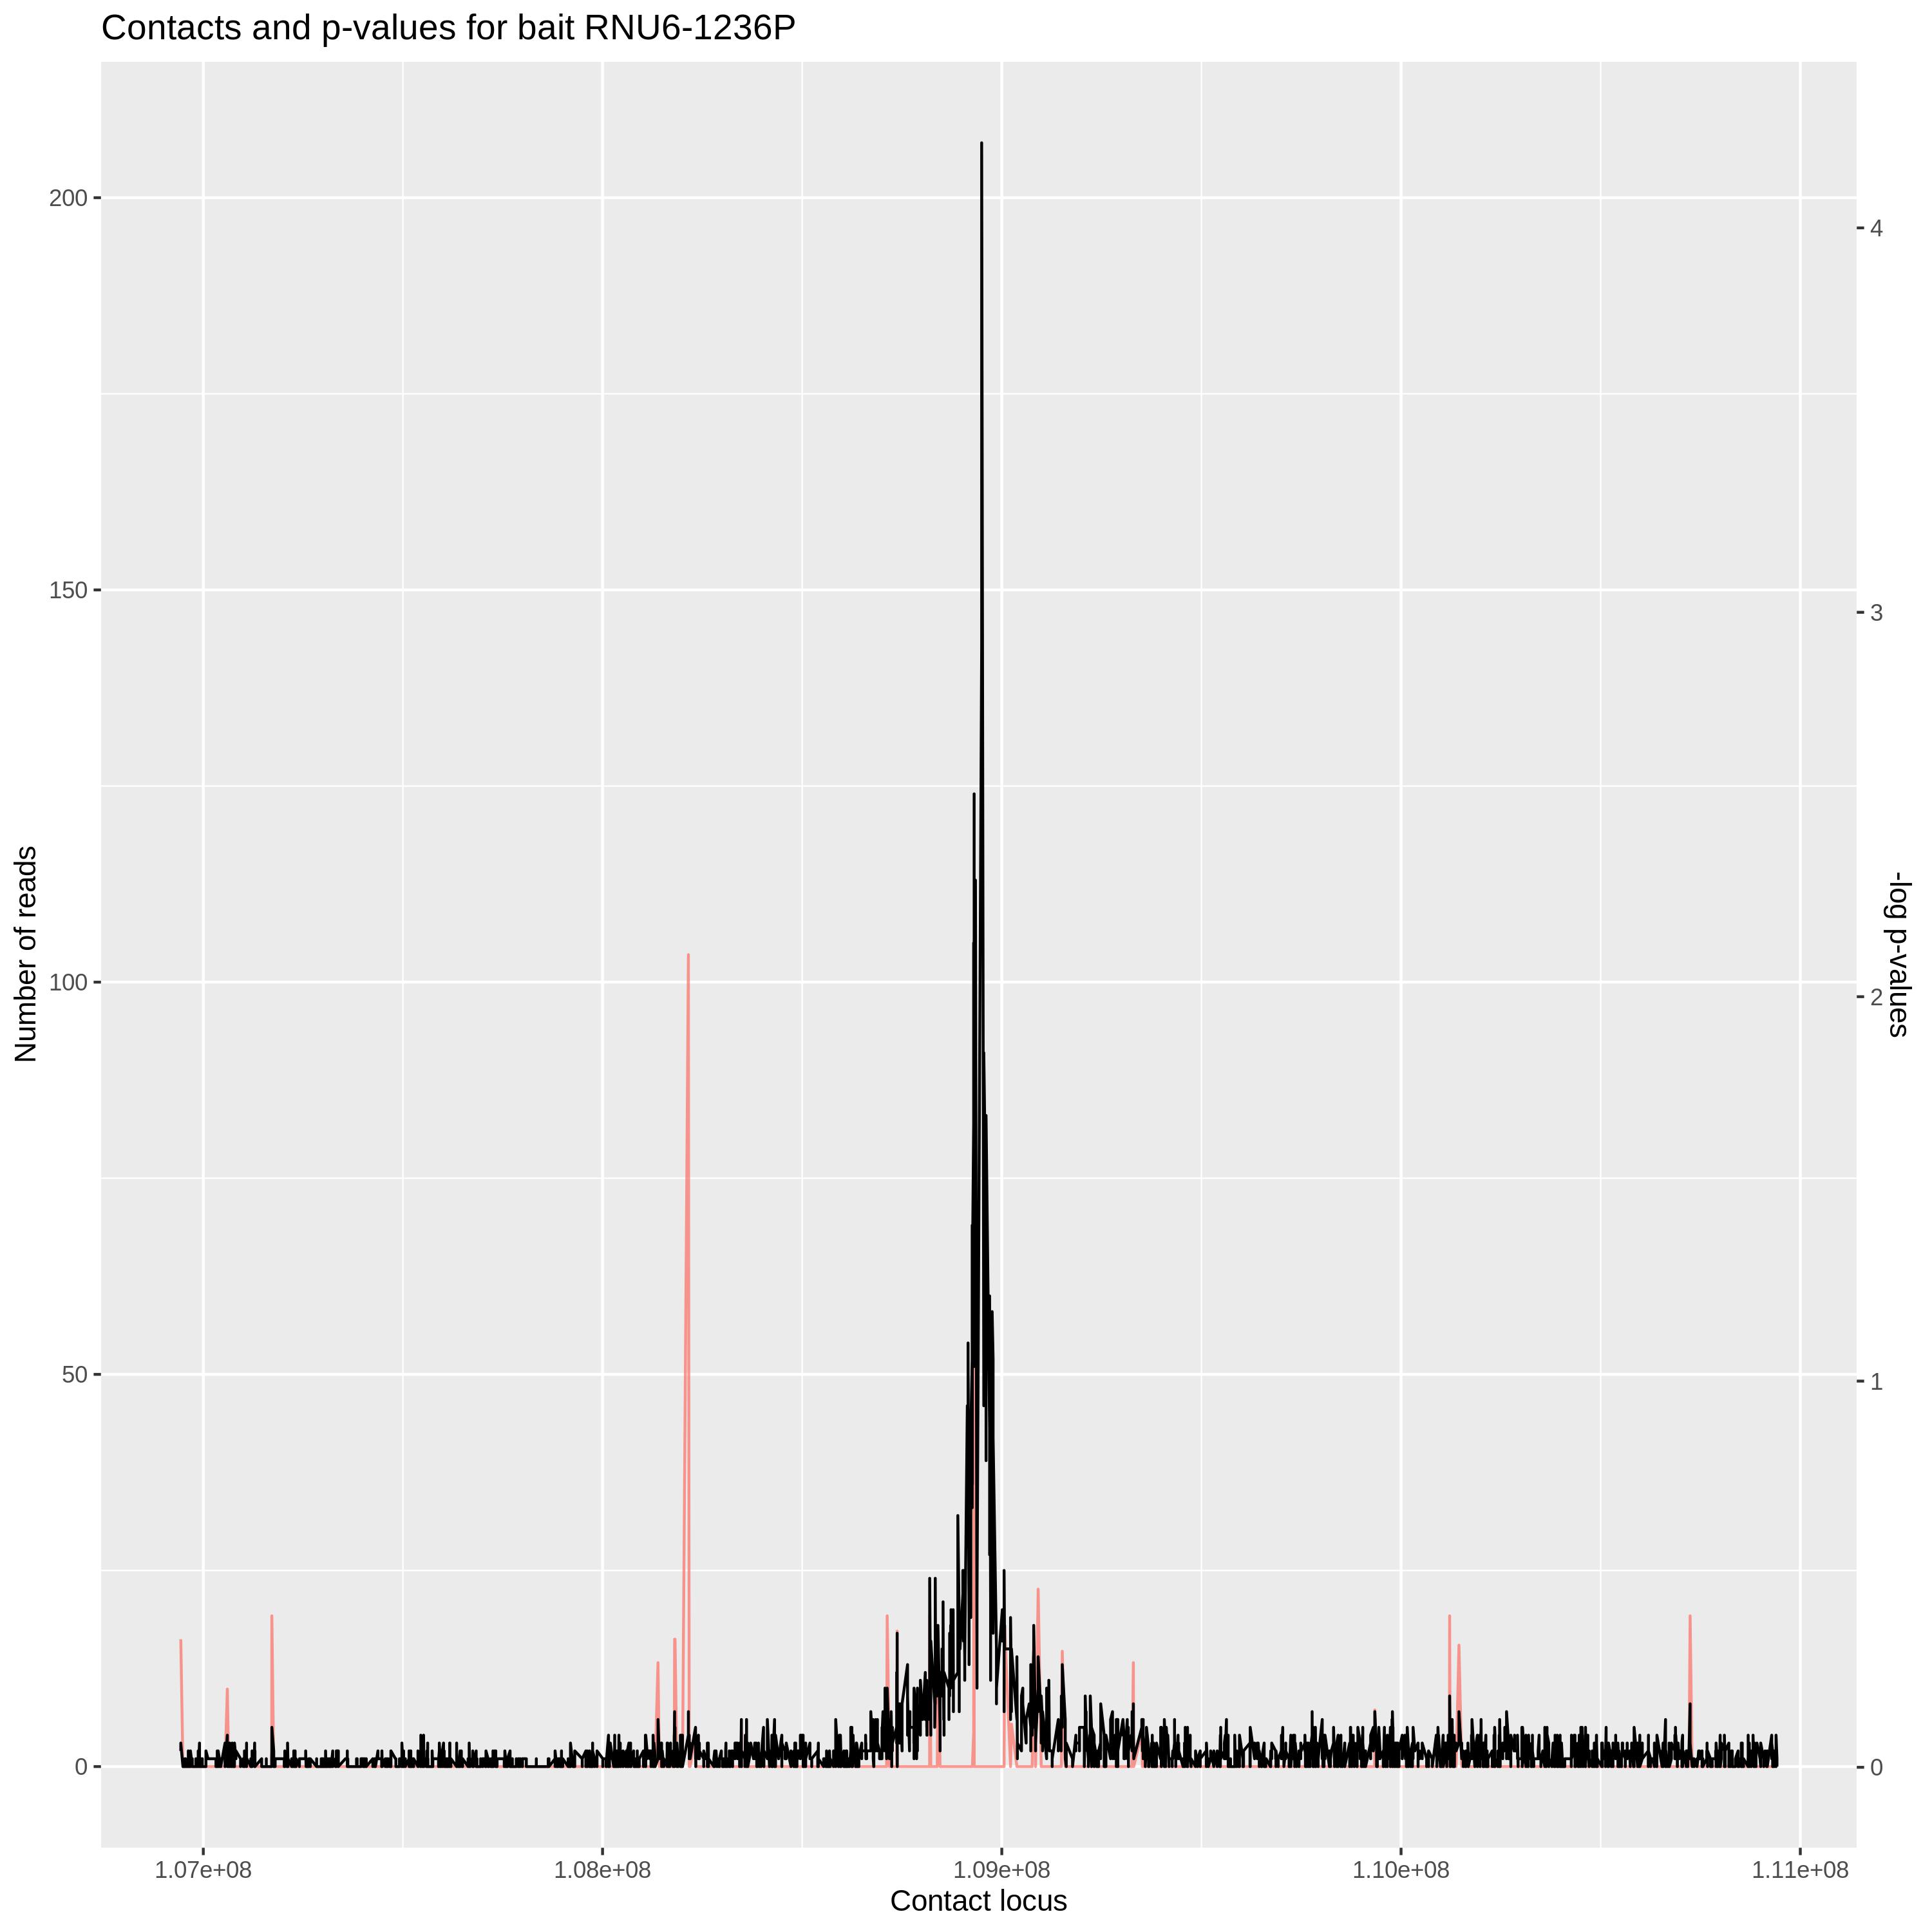 Contacts and p-values for bait RNU6-1236P
200
150
100
50
0
4
3
2
1
0
Number of reads
-log p-values
1.07e+08
1.08e+08
1.09e+08
1.10e+08
1.11e+08
Contact locus